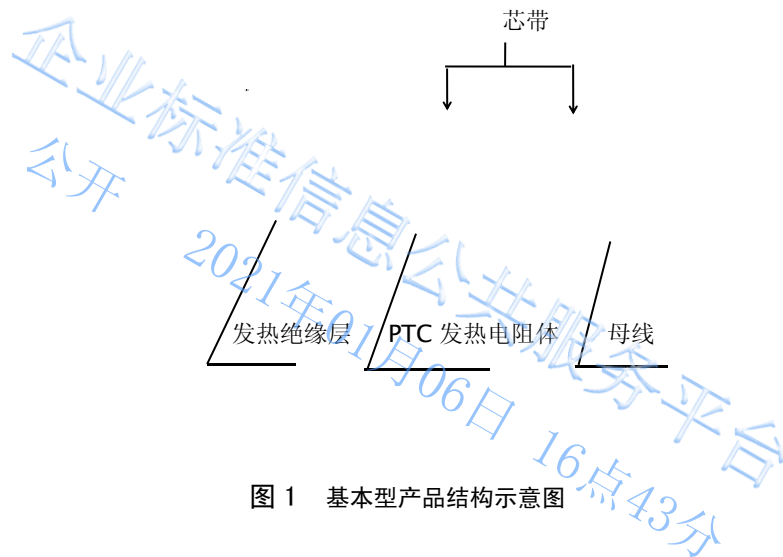 芯带
发热绝缘层 PTC 发热电阻体 母线
图 1 基本型产品结构示意图
企业标准信息公共服务平台
公开 2021年01月06日 16点43分